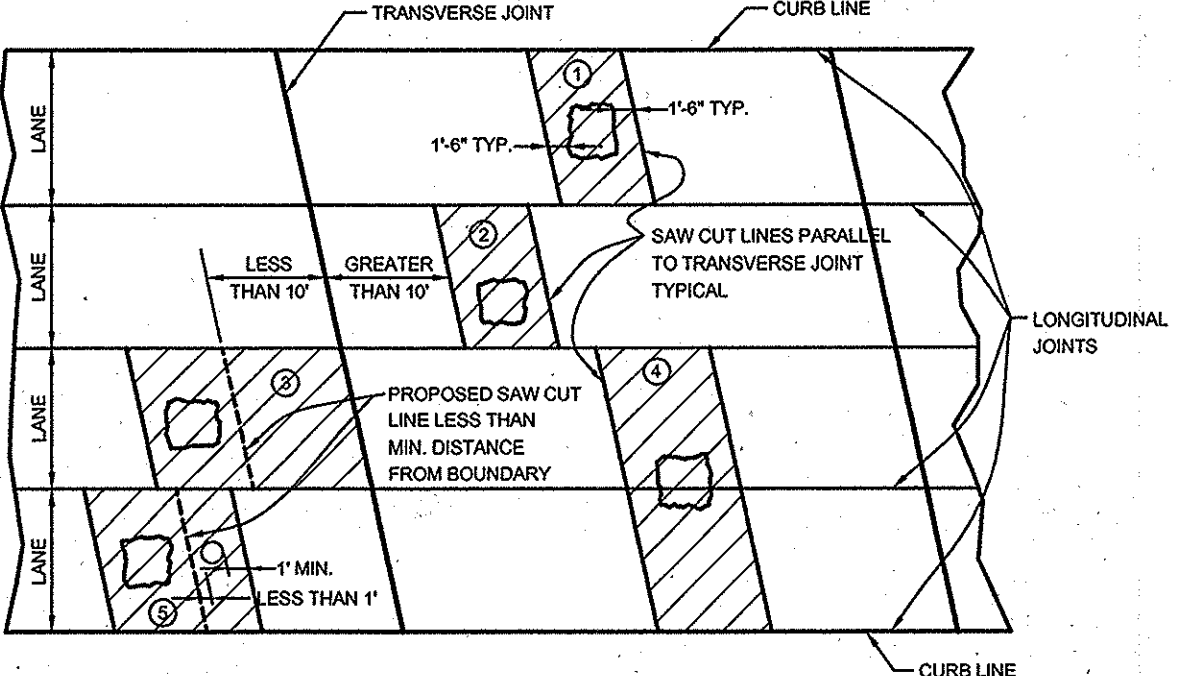 TRANSVERSE JOINT
CURB LINE
LANE
1
1'-6" TYP.
1'-6" TYP.
LANE
2
SAW CUT LINES PARALLEL
TO TRANSVERSE JOINT
TYPICAL
LESS
THAN 10'
GREATER
THAN 10'
LONGITUDINAL
JOINTS
LANE
3
4
PROPOSED SAW CUT
LINE LESS THAN
MIN. DISTANCE
FROM BOUNDARY
LANE
1' MIN.
LESS THAN 1'
5
CURB LINE